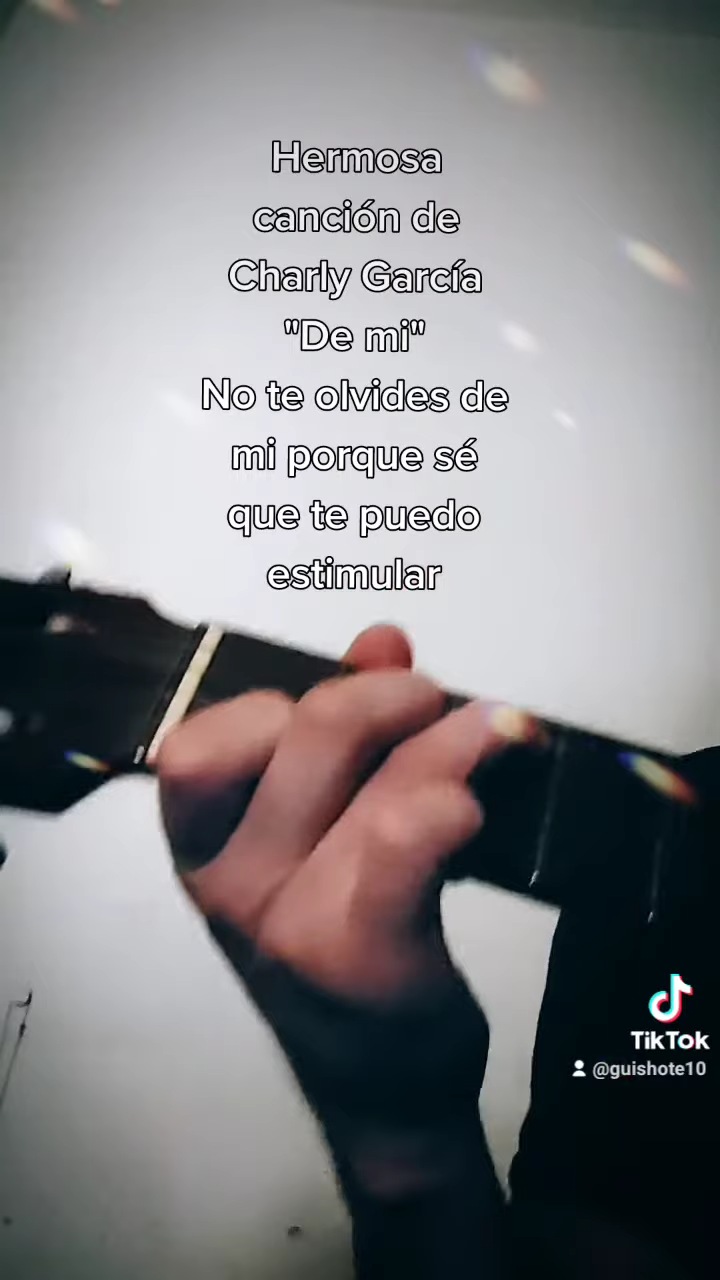 Hermosa
canción de
Charly García
"De mi"
No te olvides de
mi porque sé
que te puedo
estimular
TikTok
@guishote10